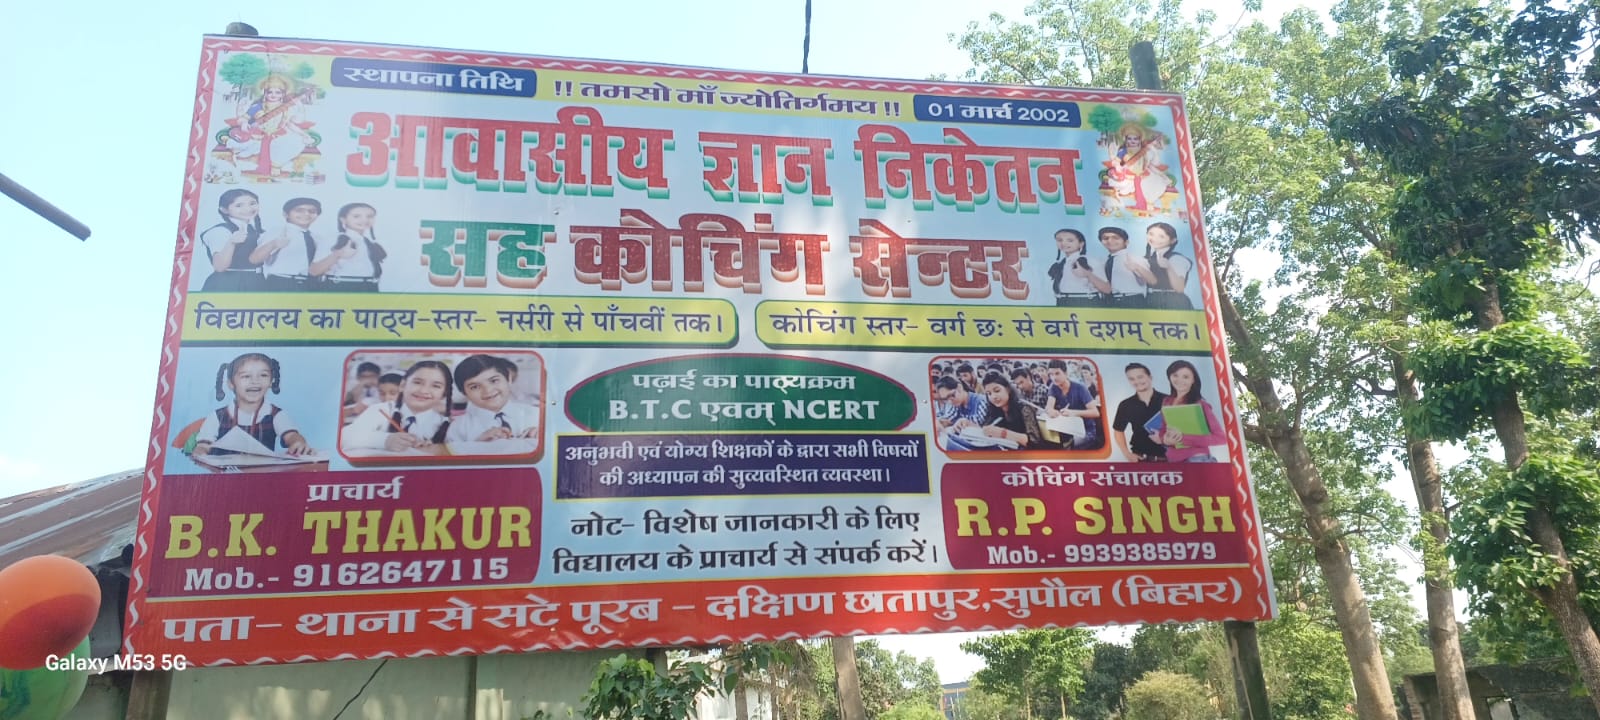 स्थापना तिथि !! तमसो माँ ज्योतिर्गमय !! 01 मार्च 2002
आवासीय ज्ञान निकेतन
सह कोचिंग सेन्टर
विद्यालय का पाठ्य-स्तर- नर्सरी से पाँचवीं तक।
कोचिंग स्तर- वर्ग छः से वर्ग दशम् तक।
पढ़ाई का पाठ्यक्रम
B.T.C एवम् NCERT
अनुभवी एवं योग्य शिक्षकों के द्वारा सभी विषयों
की अध्यापन की सुव्यवस्थित व्यवस्था।
प्राचार्य
B.K. THAKUR
Mob.- 9162647115
नोट- विशेष जानकारी के लिए
विद्यालय के प्राचार्य से संपर्क करें।
कोचिंग संचालक
R.P. SINGH
Mob.- 9939385979
पता- थाना से सटे पूरब - दक्षिण छातापुर,सुपौल (बिहार)
Galaxy M53 5G